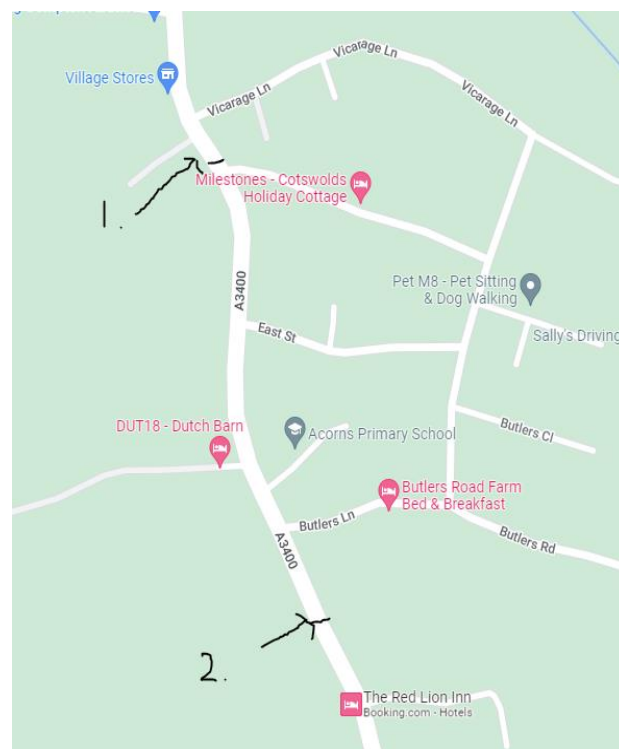 Vicarage Ln
Village Stores
Vicarage Ln
Vicarage Ln
1.
Milestones - Cotswolds
Holiday Cottage
A3400
Pet M8 - Pet Sitting
& Dog Walking
East St
Sally's Driving
DUT18 - Dutch Barn
Acorns Primary School
Butlers Cl
Butlers Road Farm
Bed & Breakfast
Butlers Ln
A3400
Butlers Rd
2.
The Red Lion Inn
Booking.com - Hotels